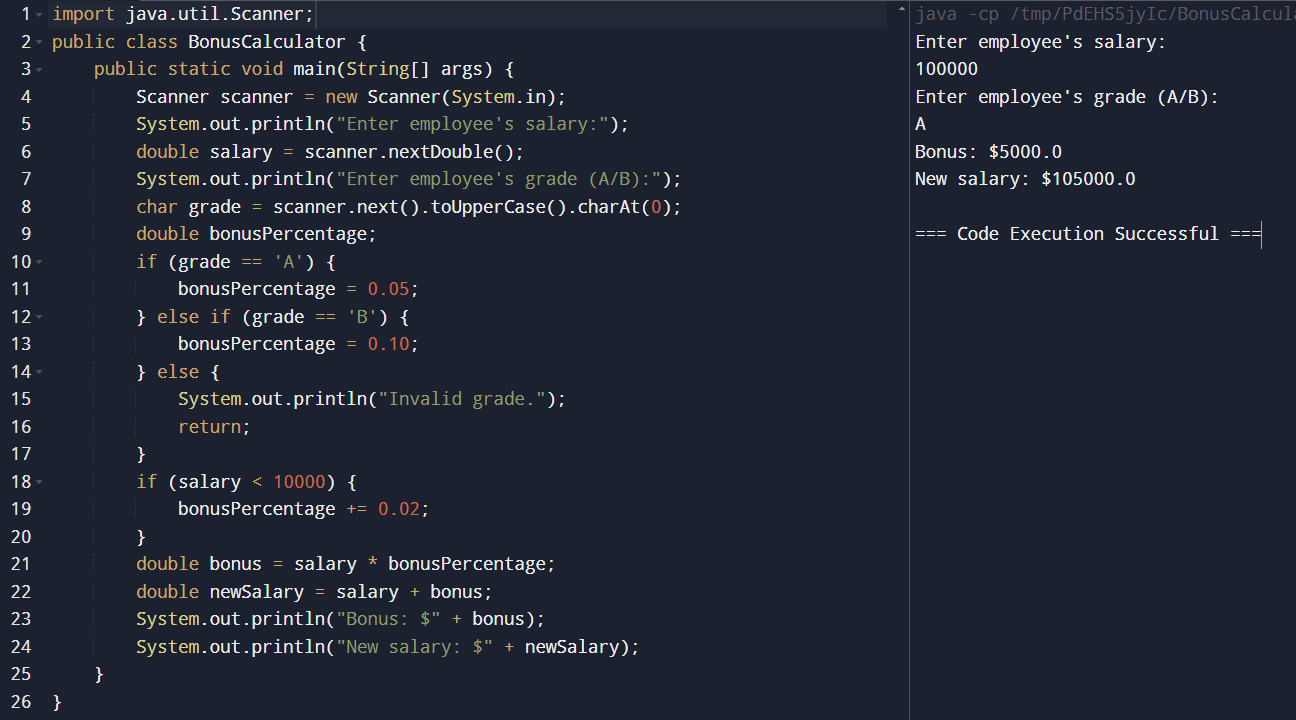 1 import java.util.Scanner;
2 public class BonusCalculator {
3     public static void main(String[] args) {
4         Scanner scanner = new Scanner(System.in);
5         System.out.println("Enter employee's salary:");
6         double salary = scanner.nextDouble();
7         System.out.println("Enter employee's grade (A/B):");
8         char grade = scanner.next().toUpperCase().charAt(0);
9         double bonusPercentage;
10         if (grade == 'A') {
11             bonusPercentage = 0.05;
12         } else if (grade == 'B') {
13             bonusPercentage = 0.10;
14         } else {
15             System.out.println("Invalid grade.");
16             return;
17         }
18         if (salary < 10000) {
19             bonusPercentage += 0.02;
20         }
21         double bonus = salary * bonusPercentage;
22         double newSalary = salary + bonus;
23         System.out.println("Bonus: $" + bonus);
24         System.out.println("New salary: $" + newSalary);
25     }
26 }
java -cp /tmp/PdEHS5jyIc/BonusCalcul
Enter employee's salary:
100000
Enter employee's grade (A/B):
A
Bonus: $5000.0
New salary: $105000.0
=== Code Execution Successful ===